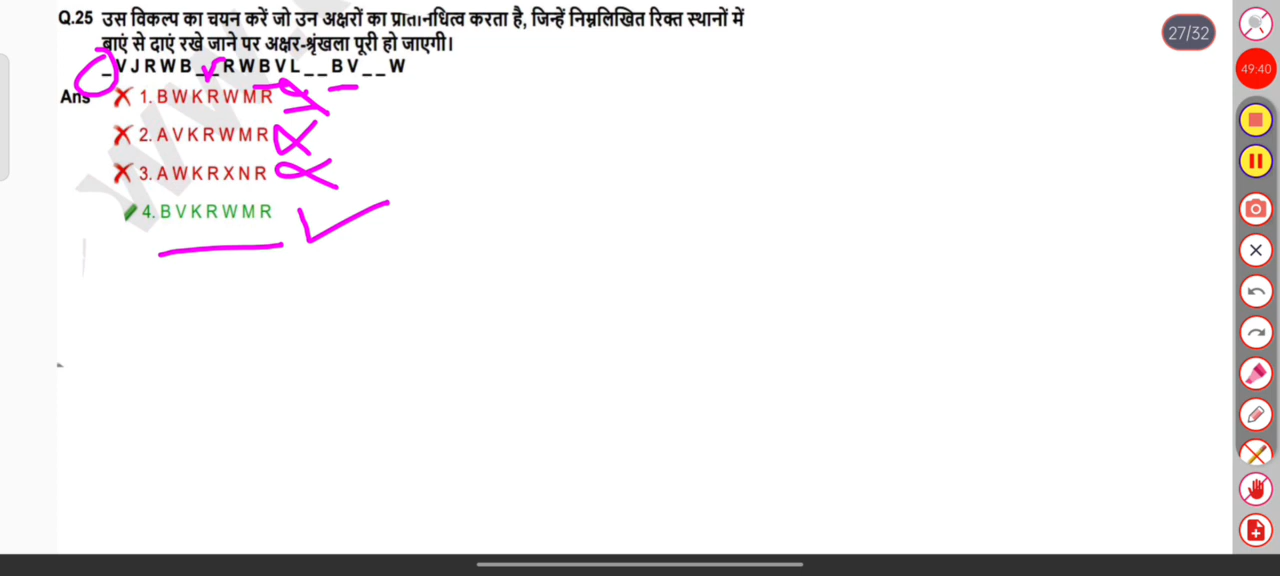 Q.25 उस विकल्प का चयन करें जो उन अक्षरों का प्रतिनिधित्व करता है, जिन्हें निम्नलिखित रिक्त स्थानों में
बाएं से दाएं रखे जाने पर अक्षर-श्रृंखला पूरी हो जाएगी।
_ V J R W B _ _ R W B V L _ _ B V _ _ W
Ans 1. B W K R W M R
2. A V K R W M R
3. A W K R X N R
4. B V K R W M R
27/32
49:40